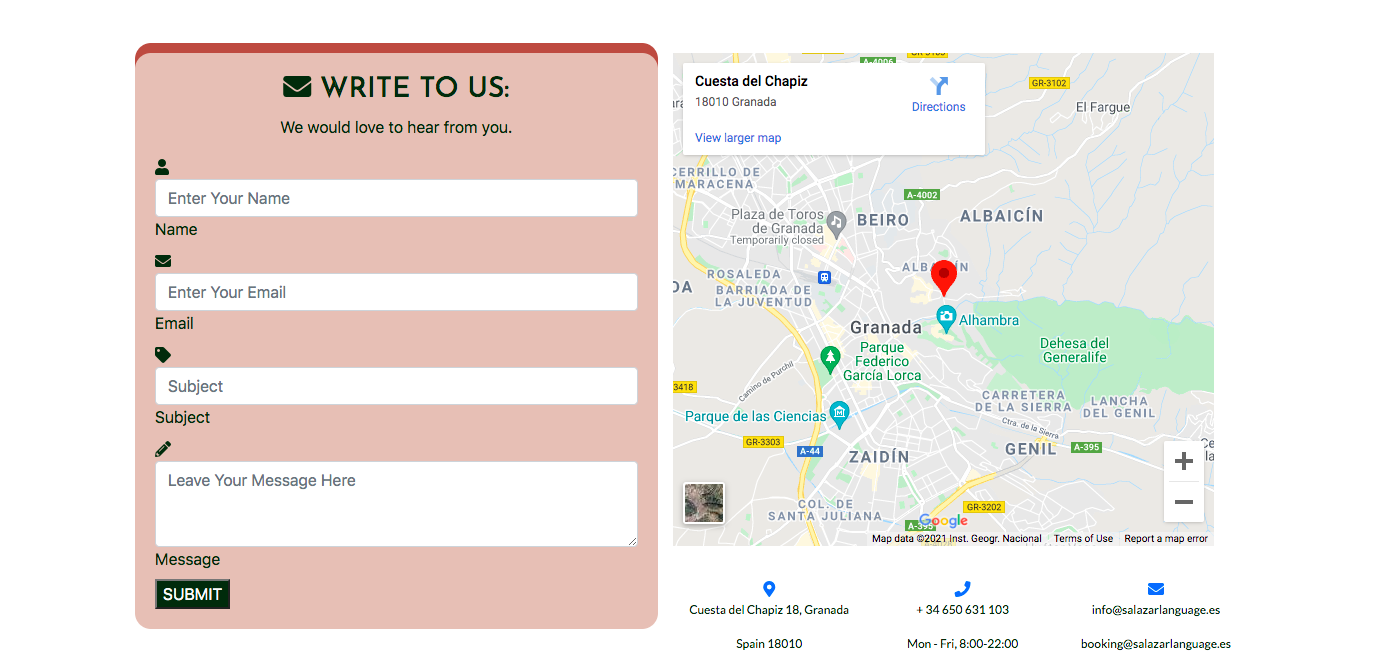 WRITE TO US:
We would love to hear from you.
Enter Your Name
Name
Enter Your Email
Email
Subject
Subject
Leave Your Message Here
Message
SUBMIT
Cuesta del Chapiz
18010 Granada
Directions
View larger map
A-4006
GR-3102
El Fargue
CERRILLO DE
MARACENA
A-4002
Plaza de Toros
de Granada
Temporarily closed
BEIRO
ALBAICÍN
ROSALEDA
BARRIADA DE
LA JUVENTUD
Granada
Alhambra
Parque
Federico
García Lorca
Dehesa del
Generalife
3418
Camino de Purchil
Parque de las Ciencias
CARRETERA
DE LA SIERRA
LANCHA
DEL GENIL
Ctra. de la Sierra
GR-3303
A-44
ZAIDÍN
GENIL
A-395
COL. DE
SANTA JULIANA
GR-3202
A-395
Google
Map data ©2021 Inst. Geogr. Nacional
Terms of Use
Report a map error
Cuesta del Chapiz 18, Granada
Spain 18010
+ 34 650 631 103
Mon - Fri, 8:00-22:00
info@salazarlanguage.es
booking@salazarlanguage.es